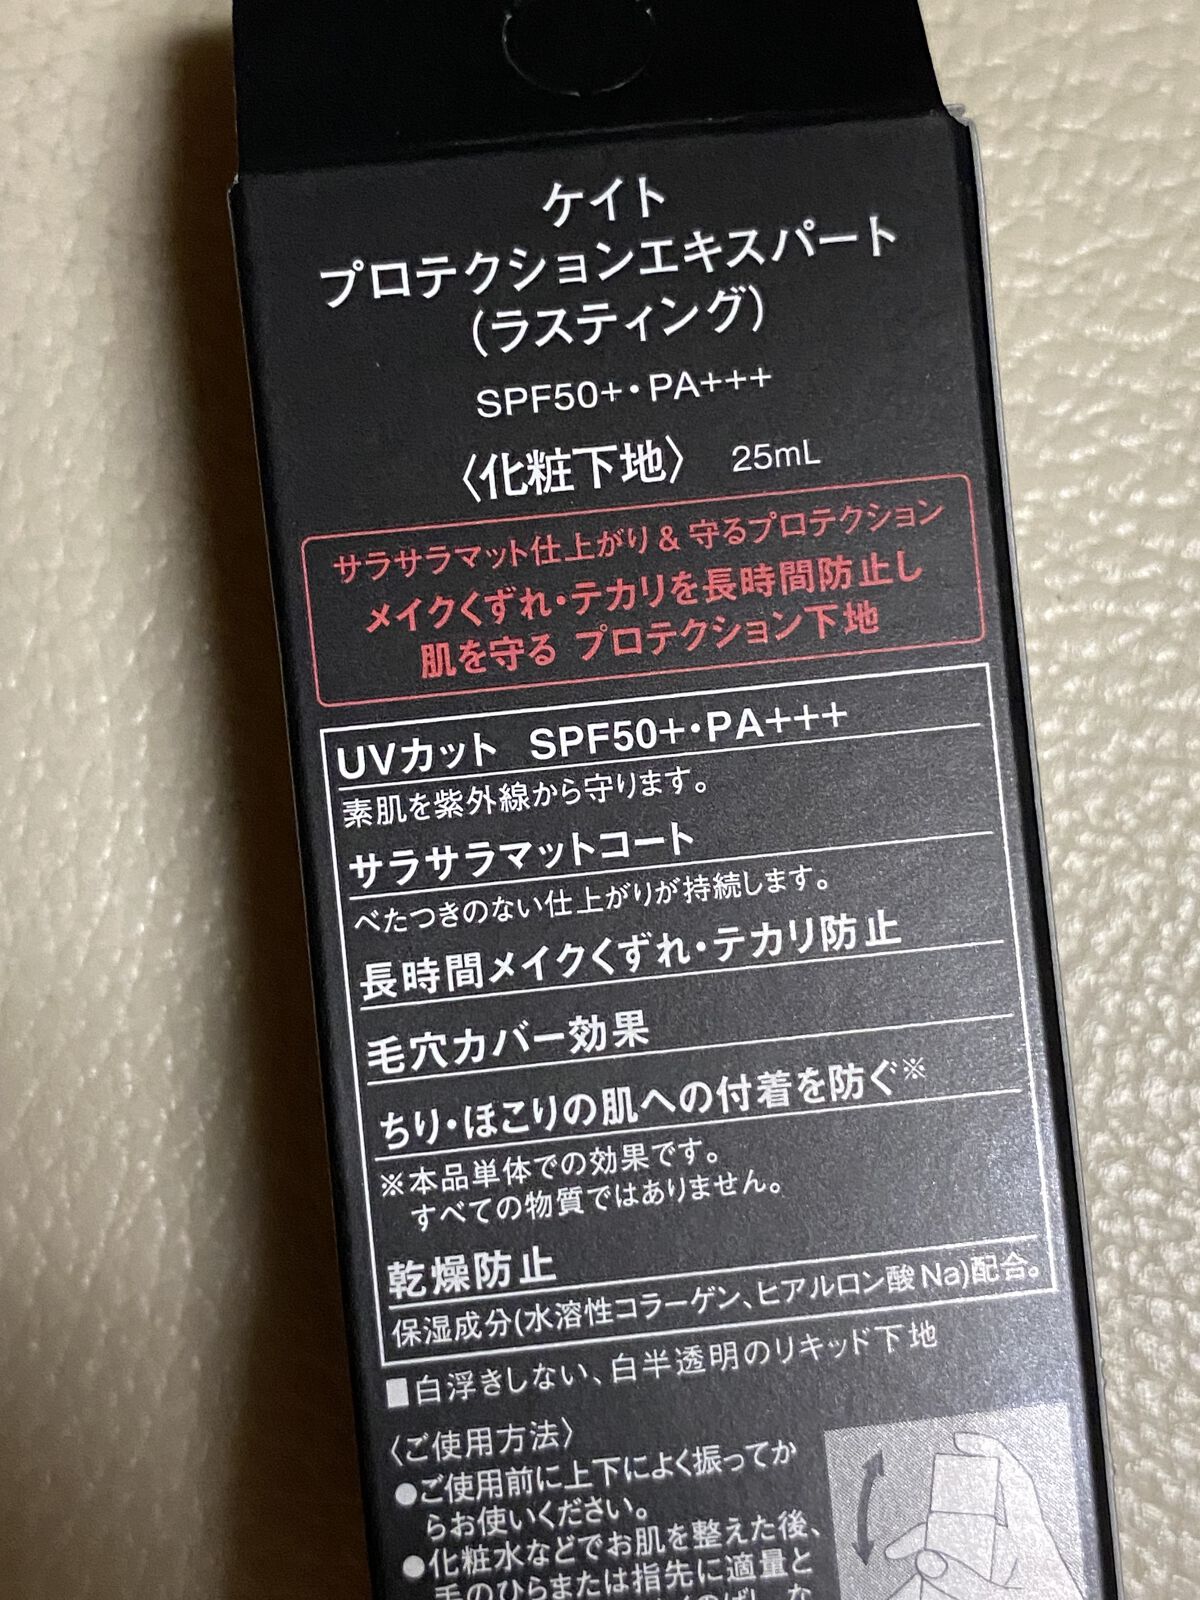 ケイト
プロテクションエキスパート
(ラスティング)
SPF50+・PA+++
〈化粧下地〉 25mL
サラサラマット仕上がり&守るプロテクション
メイクくずれ・テカリを長時間防止し
肌を守る プロテクション下地
UVカット SPF50+・PA+++
素肌を紫外線から守ります。
サラサラマットコート
べたつきのない仕上がりが持続します。
長時間メイクくずれ・テカリ防止
毛穴カバー効果
ちり・ほこりの肌への付着を防ぐ※
※本品単体での効果です。
すべての物質ではありません。
乾燥防止
保湿成分(水溶性コラーゲン、ヒアルロン酸Na)配合。
■白浮きしない、白半透明のリキッド下地
〈ご使用方法〉
●ご使用前に上下によく振ってか
らお使いください。
●化粧水などでお肌を整えた後、
手のひらまたは指先に適量と